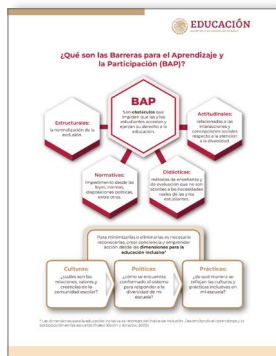 EDUCACIÓN
¿Qué son las Barreras para el Aprendizaje y
la Participación (BAP)?
BAP
Son obstáculos que
impiden que las y los
estudiantes accedan y
ejerzan su derecho a la
educación.
Estructurales:
la normalización de la
exclusión.
Actitudinales:
relacionadas a las
interacciones y
concepciones sociales
respecto a la atención
a la diversidad.
Normativas:
impedimento desde las
leyes, normas,
disposiciones políticas,
entre otros.
Didácticas:
métodos de enseñanza y
de evaluación que no son
acordes a las necesidades
reales de las y los
estudiantes.
Para minimizarlas o eliminarlas es necesario
reconocerlas, crear conciencia y emprender
acción desde las dimensiones para la
educación inclusiva*
Culturas:
¿cuáles son las
relaciones, valores y
creencias de la
comunidad escolar?
Políticas:
¿cómo se encuentra
conformado el sistema
para responder a la
diversidad de mi
escuela?
Prácticas:
¿de qué manera se
reflejan las culturas y
prácticas inclusivas en
mi escuela?